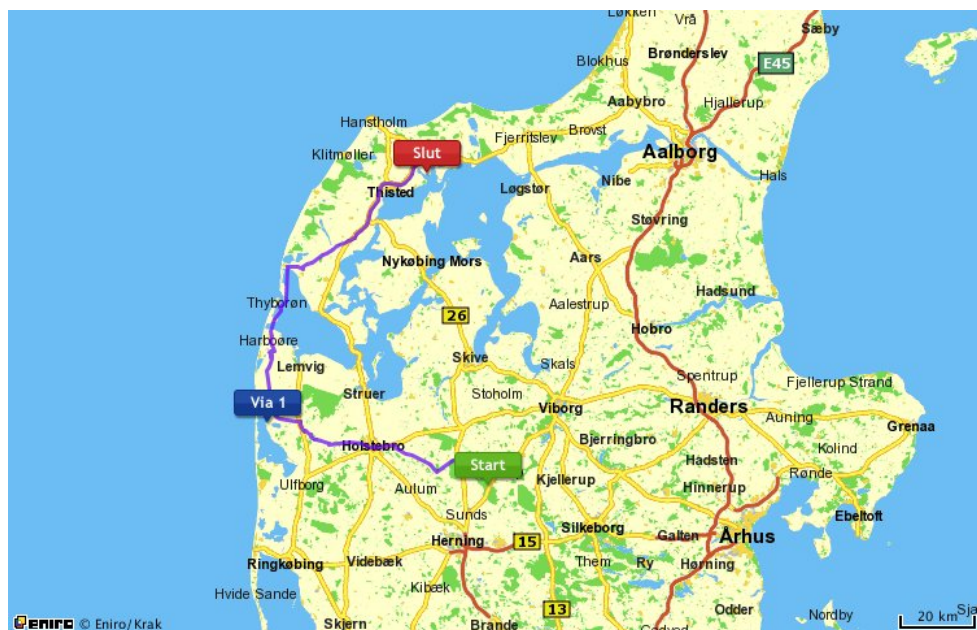 Løkken
Vrå
Sæby
Brønderslev
E45
Blokhus
Aabybro
Hjallerup
Hanstholm
Fjerritslev
Brovst
Klitmøller
Slut
Aalborg
Hals
Nibe
Thisted
Løgstør
Støvring
Nykøbing Mors
Aars
Hadsund
Thyborøn
Aalestrup
26
Hobro
Harboøre
Lemvig
Skive
Skals
Spentrup
Fjellerup Strand
Struer
Stoholm
Via 1
Viborg
Randers
Auning
Grenaa
Holstebro
Bjerringbro
Kolind
Start
Hadsten
Rønde
Ulfborg
Aulum
Kjellerup
Hinnerup
Sunds
Ebeltoft
Silkeborg
Galten
Århus
Herning
15
Ringkøbing
Videbæk
Them
Ry
Hørning
Kibæk
Hvide Sande
13
Odder
Nordby
Skjern
Brande
20 km
eniro © Eniro/Krak